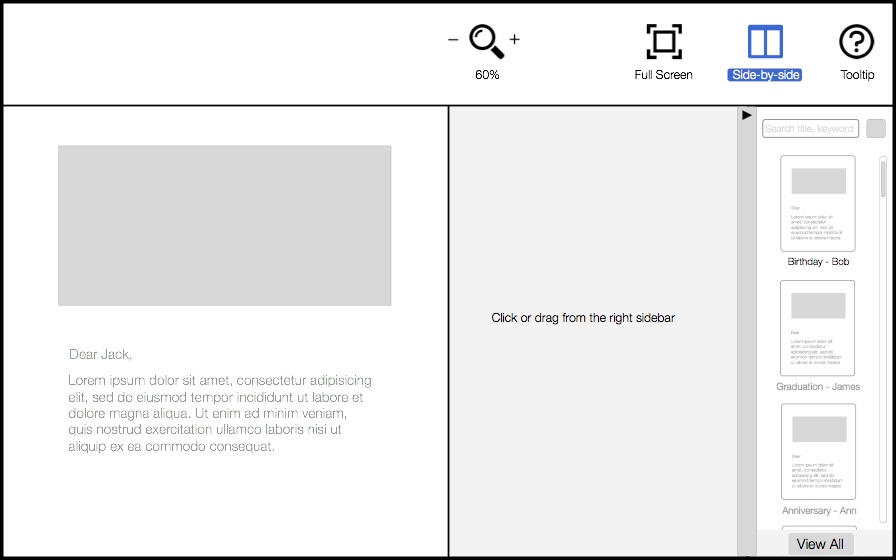 − +
60%
Full Screen
Side-by-side
Tooltip
Search title, keyword
Dear Jack,
Lorem ipsum dolor sit amet, consectetur adipisicing
elit, sed do eiusmod tempor incididunt ut labore et
dolore magna aliqua. Ut enim ad minim veniam,
quis nostrud exercitation ullamco laboris nisi ut
aliquip ex ea commodo consequat.
Click or drag from the right sidebar
Dear
Lorem ipsum dolor sit
amet, consectetur
adipisicing elit, sed do
eiusmod tempor incididunt
ut labore et dolore magna
Birthday - Bob
Dear
Lorem ipsum dolor sit
amet, consectetur
adipisicing elit, sed do
eiusmod tempor incididunt
ut labore et dolore magna
Graduation - James
Dear
Lorem ipsum dolor sit
amet, consectetur
adipisicing elit, sed do
eiusmod tempor incididunt
ut labore et dolore magna
Anniversary - Ann
View All